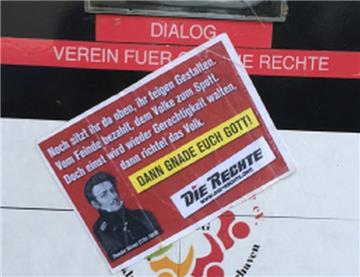 DIALOG
VEREIN FUER RECHTE
Noch sitzt ihr da oben, ihr feigen Gestalten.
Vom Feinde bezahlt, dem Volke zum Spott.
Doch einst wird wieder Gerechtigkeit walten,
dann richtet das Volk.
DANN GNADE EUCH GOTT!
DIE RECHTE
haven